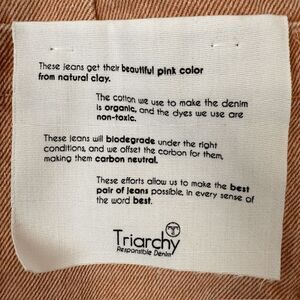 These jeans get their beautiful pink color
from natural clay.
The cotton we use to make the denim
is organic, and the dyes we use are
non-toxic.
These jeans will biodegrade under the right
conditions, and we offset the carbon for them,
making them carbon neutral.
These efforts allow us to make the best
pair of jeans possible, in every sense of
the word best.
Triarchy
Responsible Denim